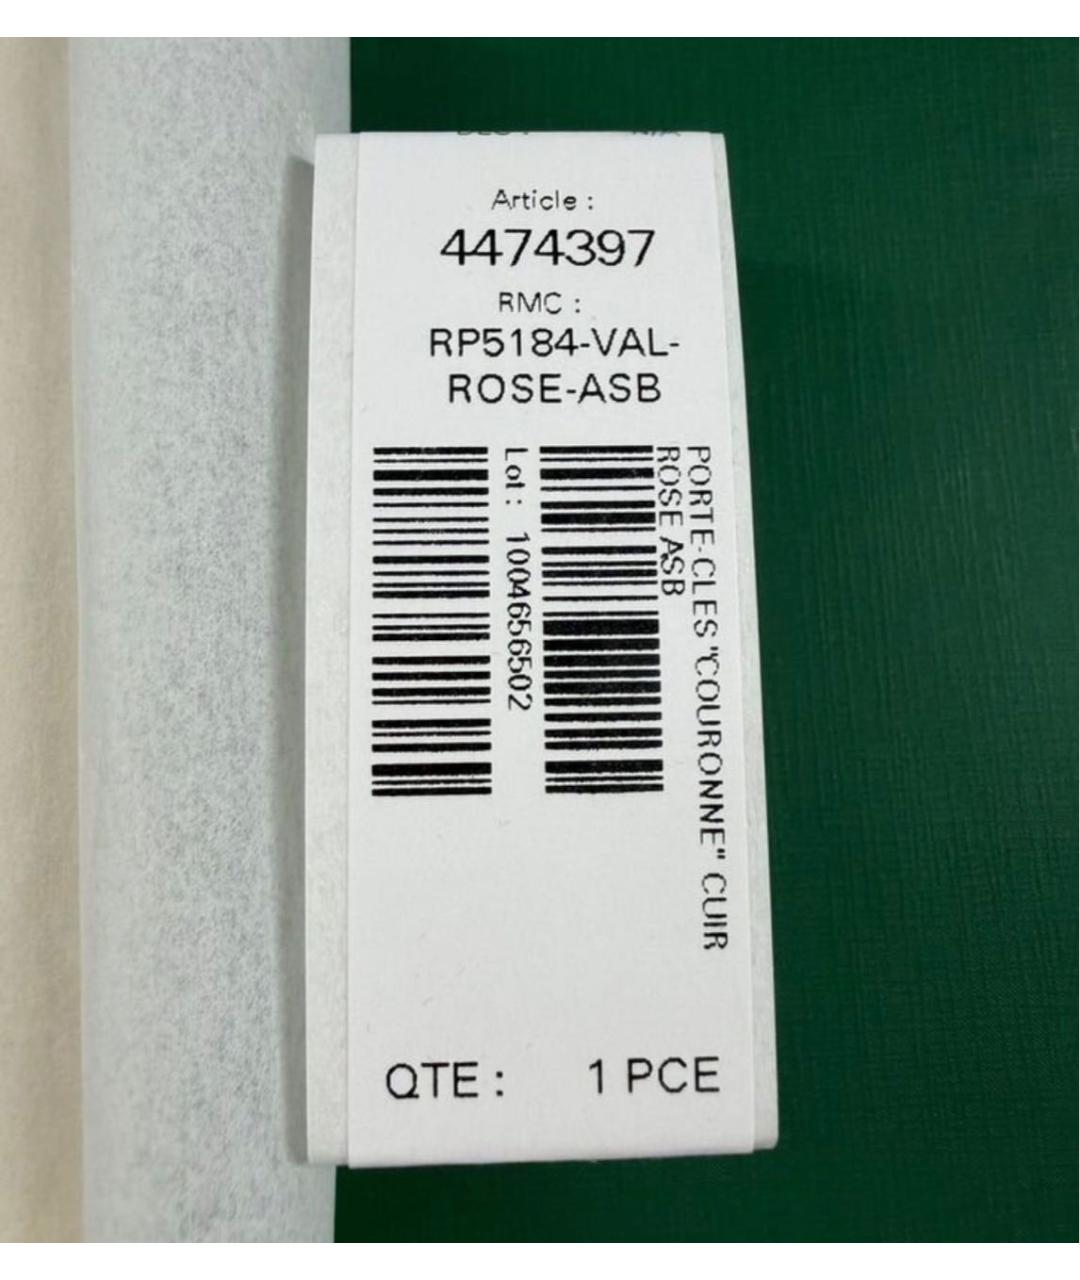 Article :
4474397
RMC :
RP5184-VAL-
ROSE-ASB
PORTE-CLES "COURONNE" CUIR
ROSE ASB
Lot : 1004656502
QTE : 1 PCE